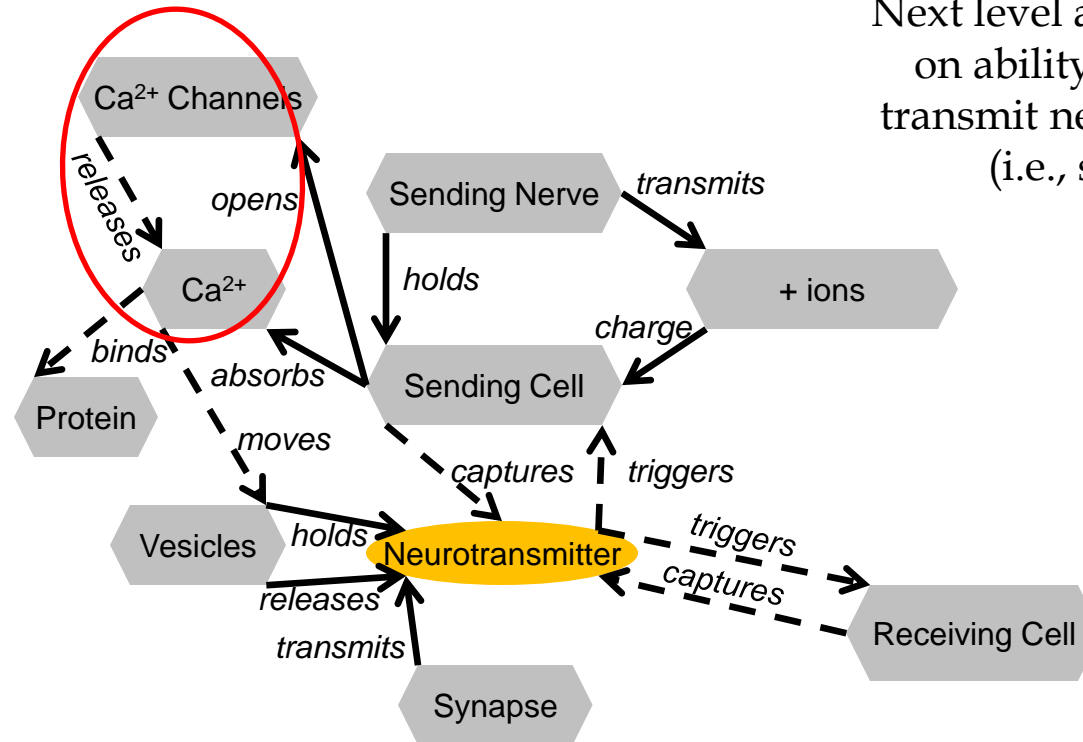 Next level a
on ability
transmit ne
(i.e., s
Ca²⁺ Channels
releases
opens
Sending Nerve
transmits
Ca²⁺
holds
+ ions
charge
binds
absorbs
Sending Cell
Protein
moves
captures
triggers
Vesicles
holds
Neurotransmitter
triggers
captures
releases
transmits
Receiving Cell
Synapse